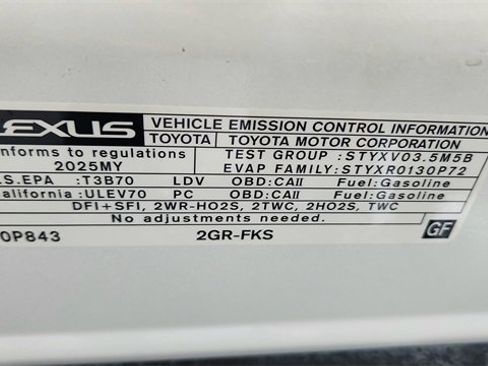 LEXUS VEHICLE EMISSION CONTROL INFORMATION
TOYOTA TOYOTA MOTOR CORPORATION
nforms to regulations TEST GROUP :STYXV03.5M5B
2025MY EVAP FAMILY:STYXR0130P72
.S.EPA :T3B70 LDV OBD:CAII Fuel:Gasoline
alifornia :ULEV70 PC OBD:CAII Fuel:Gasoline
DFI+SFI, 2WR-HO2S, 2TWC, 2HO2S, TWC
No adjustments needed.
0P843 2GR-FKS GF